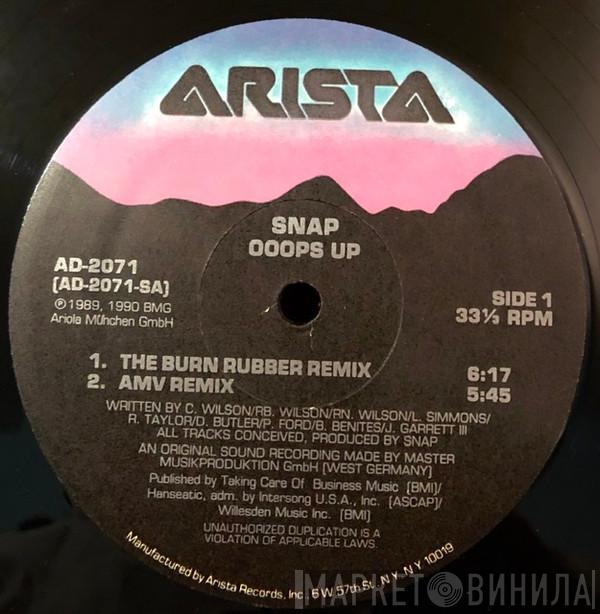 ARISTA
SNAP
OOOPS UP
AD-2071
(AD-2071-SA)
℗1989, 1990 BMG
Ariola München GmbH
SIDE 1
33⅓ RPM
1. THE BURN RUBBER REMIX 6:17
2. AMV REMIX 5:45
WRITTEN BY C. WILSON/RB. WILSON/RN. WILSON/L. SIMMONS/
R. TAYLOR/D. BUTLER/P. FORD/B. BENITES/J. GARRETT III
ALL TRACKS CONCEIVED, PRODUCED BY SNAP
AN ORIGINAL SOUND RECORDING MADE BY MASTER
MUSIKPRODUKTION GmbH (WEST GERMANY)
Published by Taking Care Of Business Music (BMI)/
Hanseatic, adm. by Intersong U.S.A., Inc. (ASCAP)/
Willesden Music Inc. (BMI)
UNAUTHORIZED DUPLICATION IS A
VIOLATION OF APPLICABLE LAWS.
Manufactured by Arista Records, Inc., 6 W. 57th St., N.Y., N.Y. 10019
МАРКЕТ ВИНИЛА